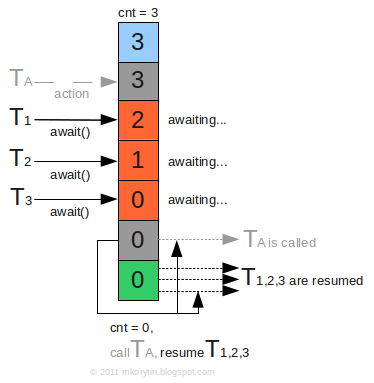 cnt = 3
3
TA
action
3
T1
await()
2
awaiting...
T2
await()
1
awaiting...
T3
await()
0
awaiting...
0
TA is called
0
T1,2,3 are resumed
cnt = 0,
call TA, resume T1,2,3
© 2011 mkorytin.blogspot.com